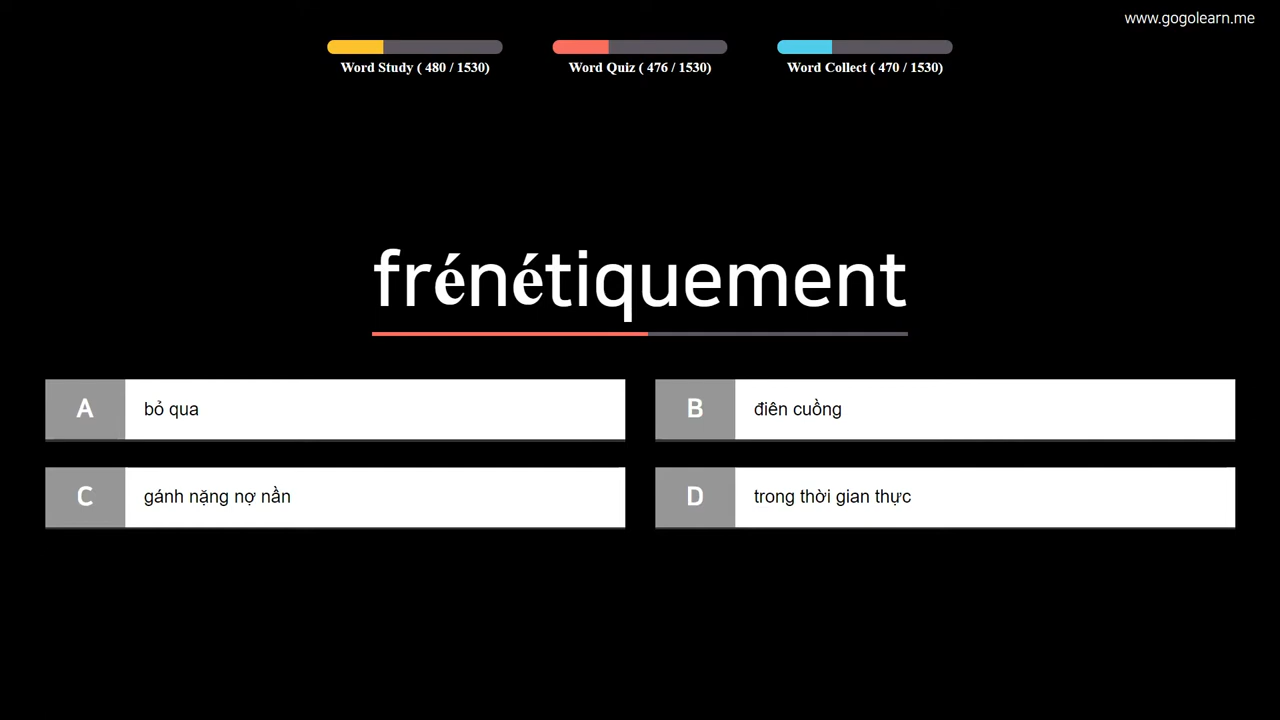 www.gogolearn.me
Word Study ( 480 / 1530)
Word Quiz ( 476 / 1530)
Word Collect ( 470 / 1530)
frénétiquement
A bỏ qua
B điên cuồng
C gánh nặng nợ nần
D trong thời gian thực